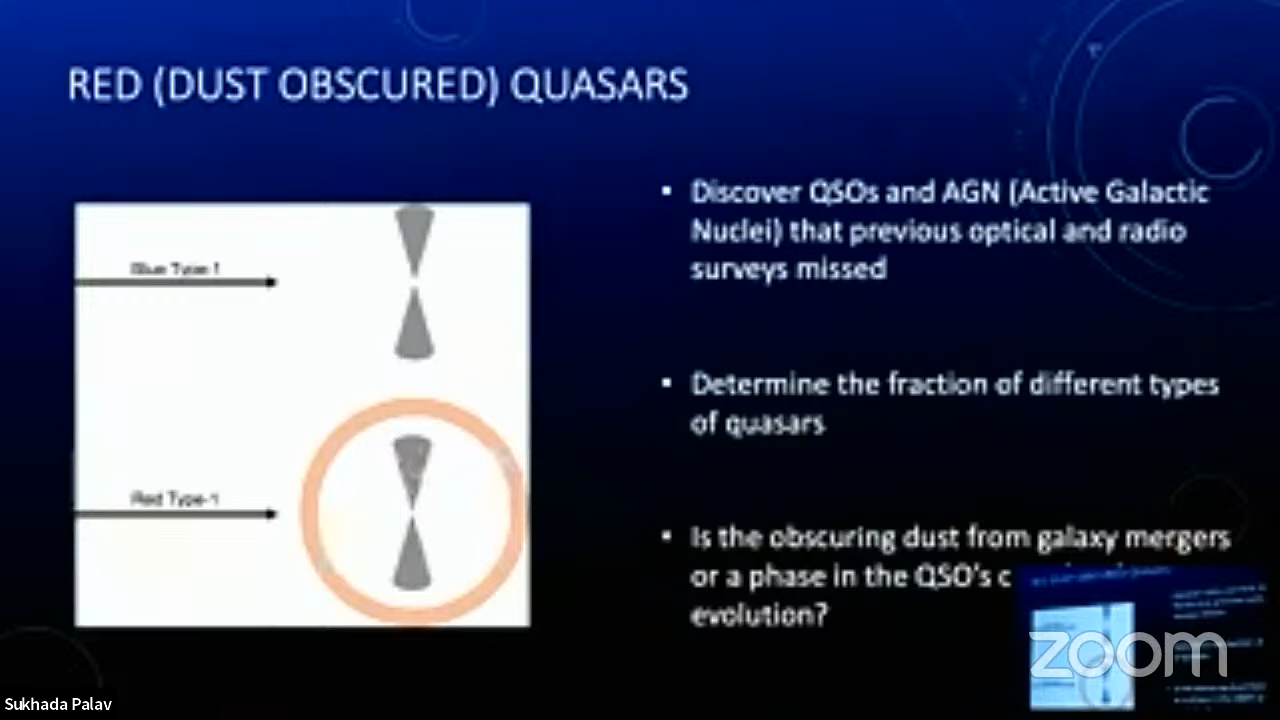 RED (DUST OBSCURED) QUASARS
Blue Type-1
Red Type-1
▪ Discover QSOs and AGN (Active Galactic
Nuclei) that previous optical and radio
surveys missed
▪ Determine the fraction of different types
of quasars
▪ Is the obscuring dust from galaxy mergers
or a phase in the QSO's c
evolution?
zoom
Sukhada Palav